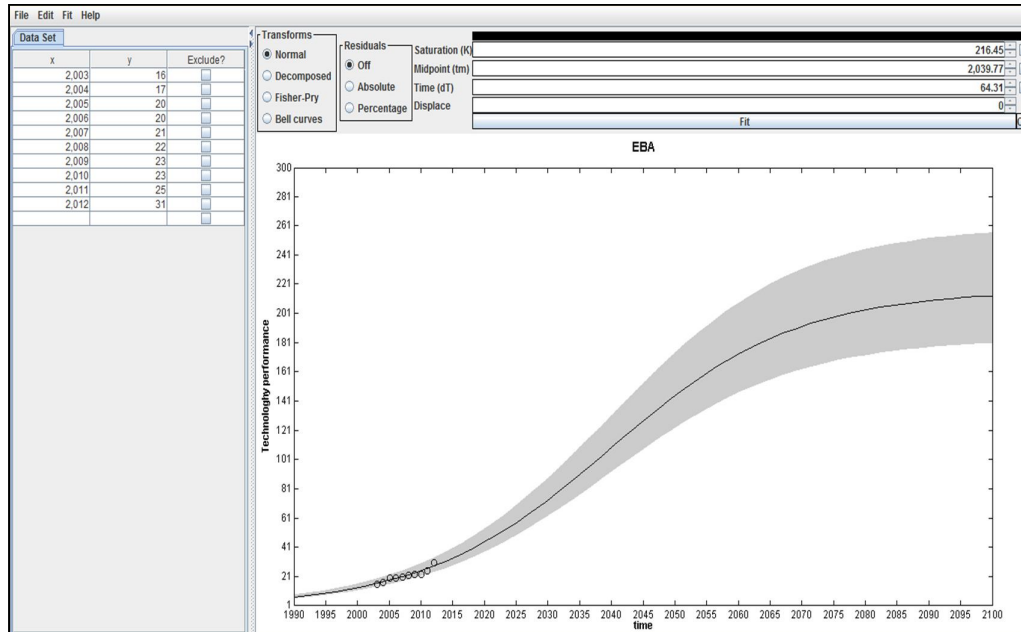 File Edit Fit Help
Data Set
x y Exclude?
2,003 16
2,004 17
2,005 20
2,006 20
2,007 21
2,008 22
2,009 23
2,010 23
2,011 25
2,012 31
Transforms
Normal
Decomposed
Fisher-Pry
Bell curves
Residuals
Off
Absolute
Percentage
Saturation (K) 216.45
Midpoint (tm) 2,039.77
Time (dT) 64.31
Displace 0
Fit
EBA
Technologhy performance
300
281
261
241
221
201
181
161
141
121
101
81
61
41
21
1
1990 1995 2000 2005 2010 2015 2020 2025 2030 2035 2040 2045 2050 2055 2060 2065 2070 2075 2080 2085 2090 2095 2100
time